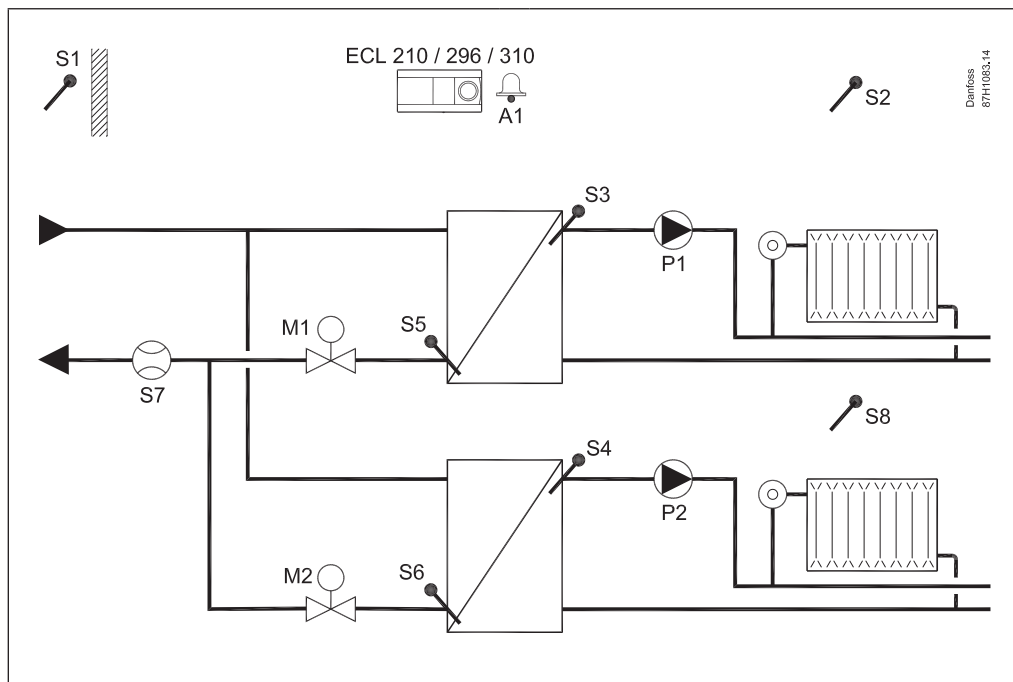 S1
ECL 210 / 296 / 310
A1
S2
Danfoss
87H1083.14
S3
P1
M1
S5
S7
S8
S4
P2
M2
S6